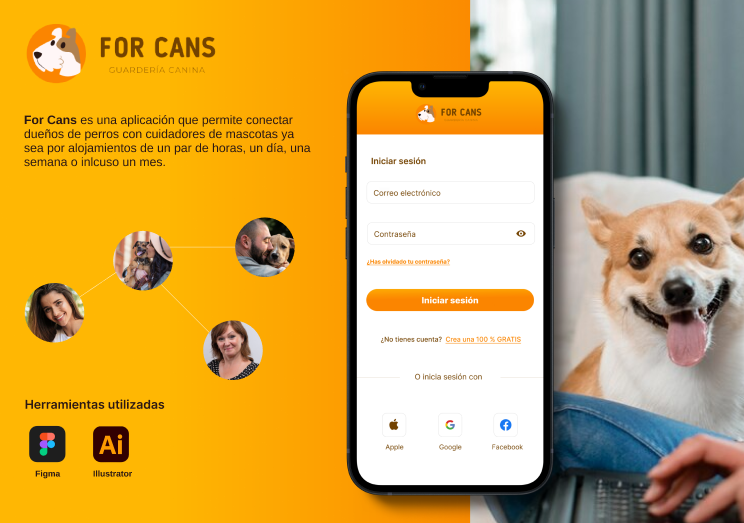 FOR CANS
GUARDERÍA CANINA
For Cans es una aplicación que permite conectar
dueños de perros con cuidadores de mascotas ya
sea por alojamientos de un par de horas, un día, una
semana o inlcuso un mes.
Herramientas utilizadas
Ai
Figma
Illustrator
FOR CANS
Iniciar sesión
Correo electrónico
Contraseña
¿Has olvidado tu contraseña?
Iniciar sesión
¿No tienes cuenta? Crea una 100 % GRATIS
O inicia sesión con
Apple
Google
Facebook